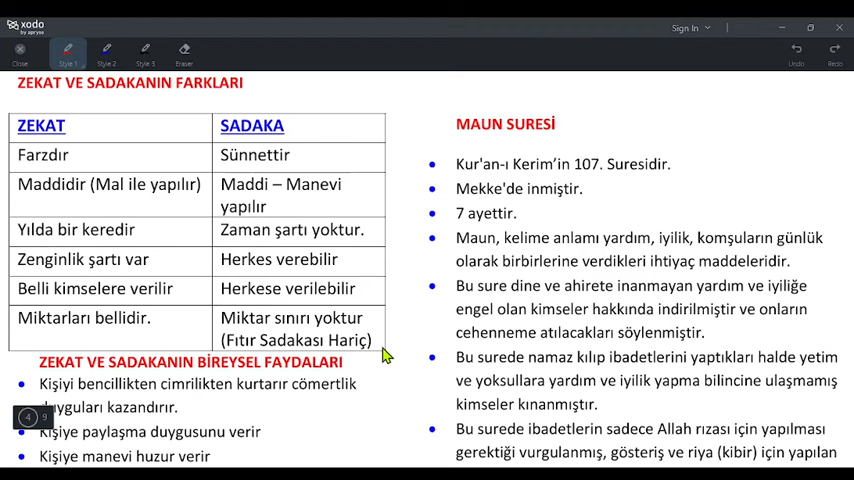 xodo
by apryse
Sign In
Close
Style 1
Style 2
Style 3
Eraser
Undo
Redo
ZEKAT VE SADAKANIN FARKLARI
ZEKAT SADAKA
Farzdır Sünnettir
Maddidir (Mal ile yapılır) Maddi – Manevi
yapılır
Yılda bir keredir Zaman şartı yoktur.
Zenginlik şartı var Herkes verebilir
Belli kimselere verilir Herkese verilebilir
Miktarları bellidir. Miktar sınırı yoktur
(Fıtır Sadakası Hariç)
ZEKAT VE SADAKANIN BİREYSEL FAYDALARI
Kişiyi bencillikten cimrilikten kurtarır cömertlik
duyguları kazandırır.
Kişiye paylaşma duygusunu verir
Kişiye manevi huzur verir
4 9
MAUN SURESİ
Kur'an-ı Kerim’in 107. Suresidir.
Mekke'de inmiştir.
7 ayettir.
Maun, kelime anlamı yardım, iyilik, komşuların günlük
olarak birbirlerine verdikleri ihtiyaç maddeleridir.
Bu sure dine ve ahirete inanmayan yardım ve iyiliğe
engel olan kimseler hakkında indirilmiştir ve onların
cehenneme atılacakları söylenmiştir.
Bu surede namaz kılıp ibadetlerini yaptıkları halde yetim
ve yoksullara yardım ve iyilik yapma bilincine ulaşmamış
kimseler kınanmıştır.
Bu surede ibadetlerin sadece Allah rızası için yapılması
gerektiği vurgulanmış, gösteriş ve riya (kibir) için yapılan